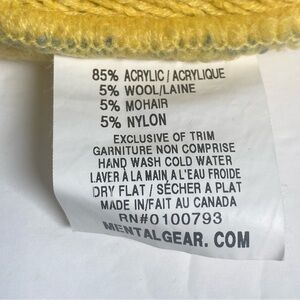 85% ACRYLIC / ACRYLIQUE
5% WOOL/LAINE
5% MOHAIR
5% NYLON
EXCLUSIVE OF TRIM
GARNITURE NON COMPRISE
HAND WASH COLD WATER
LAVER À LA MAIN A L'EAU FROIDE
DRY FLAT / SÉCHER A PLAT
MADE IN/FAIT AU CANADA
RN#0100793
MENTALGEAR. COM